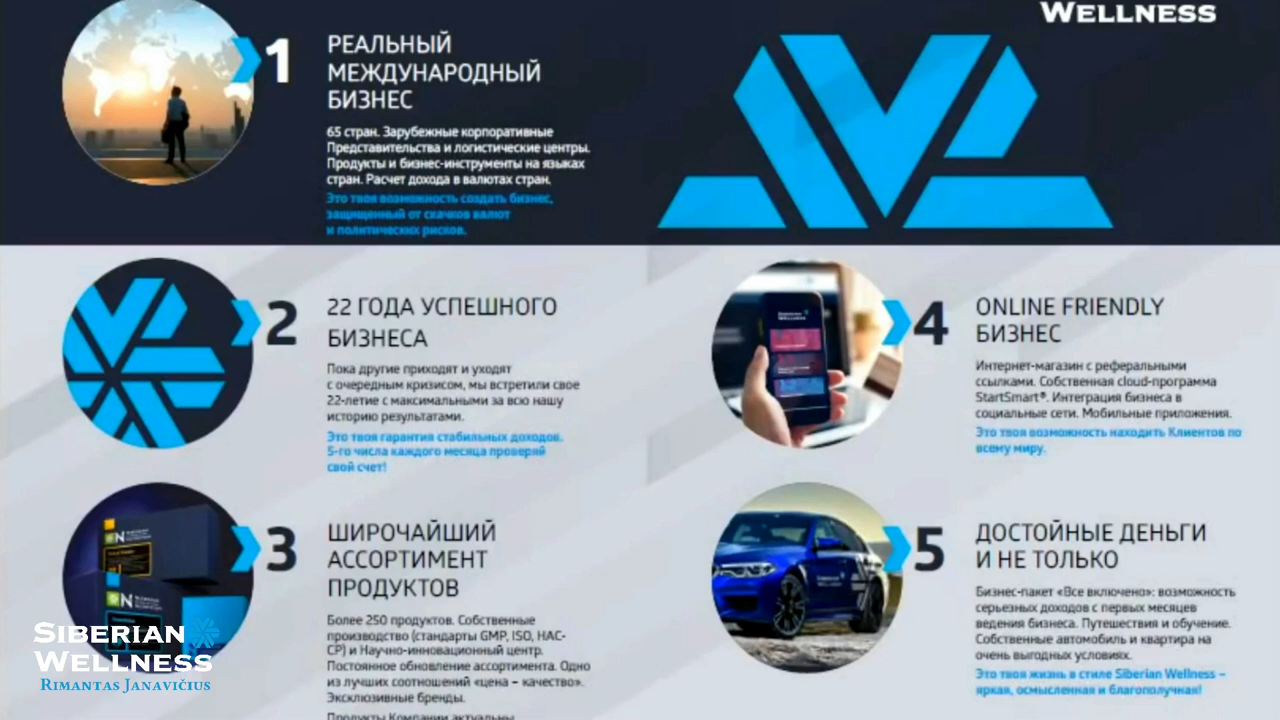 WELLNESS
1
РЕАЛЬНЫЙ
МЕЖДУНАРОДНЫЙ
БИЗНЕС
65 стран. Зарубежные корпоративные
Представительства и логистические центры.
Продукты и бизнес-инструменты на языках
стран. Расчет дохода в валютах стран.
Это твоя возможность создать бизнес,
защищенный от скачков валют
и политических рисков.
2
22 ГОДА УСПЕШНОГО
БИЗНЕСА
Пока другие приходят и уходят
с очередным кризисом, мы встретили свое
22-летие с максимальными за всю нашу
историю результатами.
Это твоя гарантия стабильных доходов.
5-го числа каждого месяца проверяй
свой счет!
3
ШИРОЧАЙШИЙ
АССОРТИМЕНТ
ПРОДУКТОВ
Более 250 продуктов. Собственные
производство (стандарты GMP, ISO, HAC-
CP) и Научно-инновационный центр.
Постоянное обновление ассортимента. Одно
из лучших соотношений «цена – качество».
Эксклюзивные бренды.
Продукты Компании актуальны
4
ONLINE FRIENDLY
БИЗНЕС
Интернет-магазин с реферальными
ссылками. Собственная cloud-программа
StartSmart®. Интеграция бизнеса в
социальные сети. Мобильные приложения.
Это твоя возможность находить Клиентов по
всему миру.
5
ДОСТОЙНЫЕ ДЕНЬГИ
И НЕ ТОЛЬКО
Бизнес-пакет «Все включено»: возможность
серьезных доходов с первых месяцев
ведения бизнеса. Путешествия и обучение.
Собственные автомобиль и квартира на
очень выгодных условиях.
Это твоя жизнь в стиле Siberian Wellness –
яркая, осмысленная и благополучная!
SIBERIAN
WELLNESS
RIMANTAS JANAVIČIUS